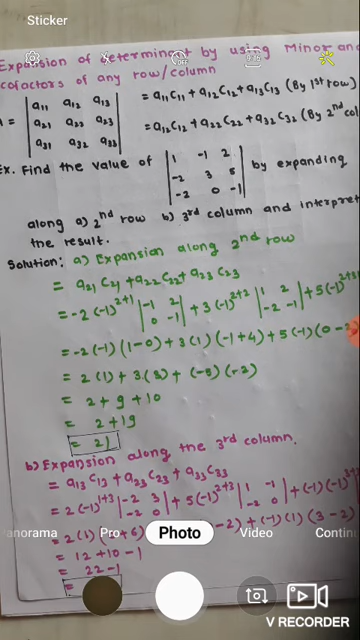 Sticker
Expansion of determinant by using Minor and
cofactors of any row/column
| a11 a12 a13 | = a11C11 + a12C12 + a13C13 (By 1st row)
= | a21 a22 a23 | = a12C12 + a22C22 + a32C32 (By 2nd col
| a31 a32 a33 |
Ex. Find the value of | 1 -1 2 | by expanding
| -2 3 5 |
| -2 0 -1 |
along a) 2nd row b) 3rd column and interpret
the result.
Solution: a) Expansion along 2nd row
= a21 C21 + a22C22 + a23 C23
= -2 (-1)^2+1 | -1 2 | + 3 (-1)^2+2 | 1 2 | + 5(-1)^2+3
| 0 -1 | | -2 -1 |
= -2(-1) (1-0) + 3(1) (-1+4) + 5(-1) (0-2
= 2(1) + 3(3) + (-5)(-2)
= 2 + 9 + 10
= 2 + 19
= 21
b) Expansion along the 3rd column.
= a13 C13 + a23 C23 + a33 C33
= 2(-1)^1+3 | -2 3 | + 5(-1)^2+3 | 1 -1 | + (-1)(-1)^3+3
| -2 0 | | -2 0 |
= 2(1) ( +6) -2) + (-1)(1) (3-2)
= 12 + 10 - 1
= 22 - 1
=
anorama Pro Photo Video Contin
V RECORDER